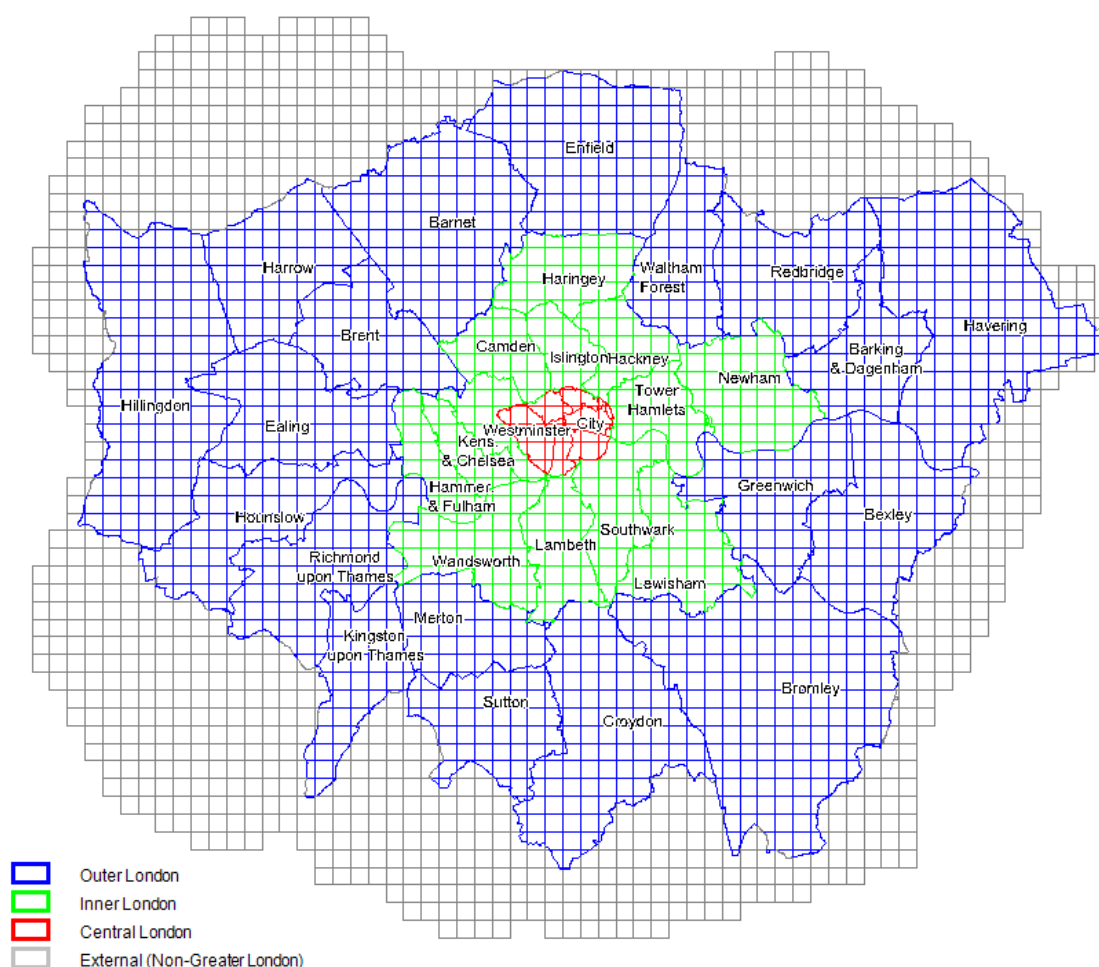 Enfield
Barnet
Harrow
Haringey
Waltham
Forest
Redbridge
Havering
Brent
Camden
Islington
Hackney
Barking
& Dagenham
Newham
Hillingdon
Tower
Hamlets
Ealing
Westminster
City
Kens.
& Chelsea
Hammer.
& Fulham
Greenwich
Hounslow
Bexley
Southwark
Lambeth
Richmond
upon Thames
Wandsworth
Lewisham
Merton
Kingston
upon Thames
Sutton
Croydon
Bromley
Outer London
Inner London
Central London
External (Non-Greater London)